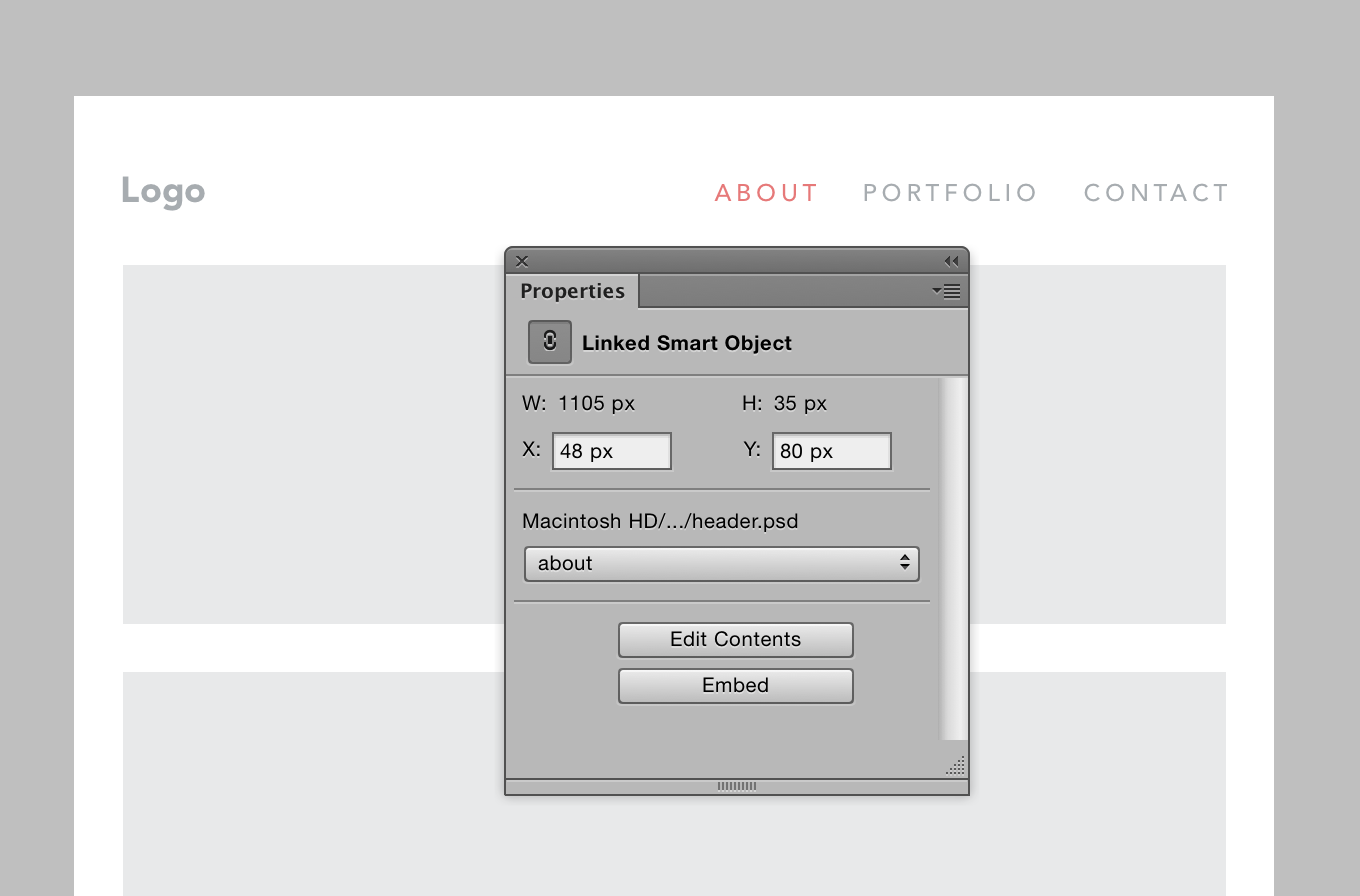 Logo ABOUT PORTFOLIO CONTACT
Properties
Linked Smart Object
W: 1105 px H: 35 px
X: 48 px Y: 80 px
Macintosh HD/.../header.psd
about
Edit Contents
Embed